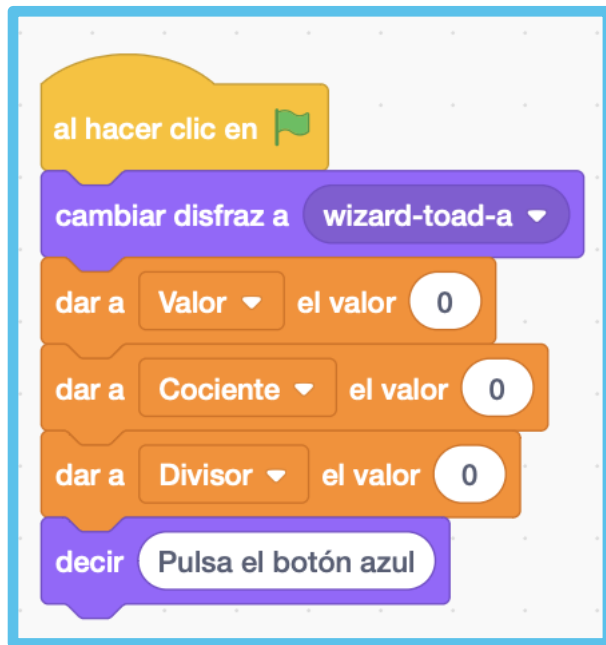 al hacer clic en
cambiar disfraz a wizard-toad-a
dar a Valor el valor 0
dar a Cociente el valor 0
dar a Divisor el valor 0
decir Pulsa el botón azul